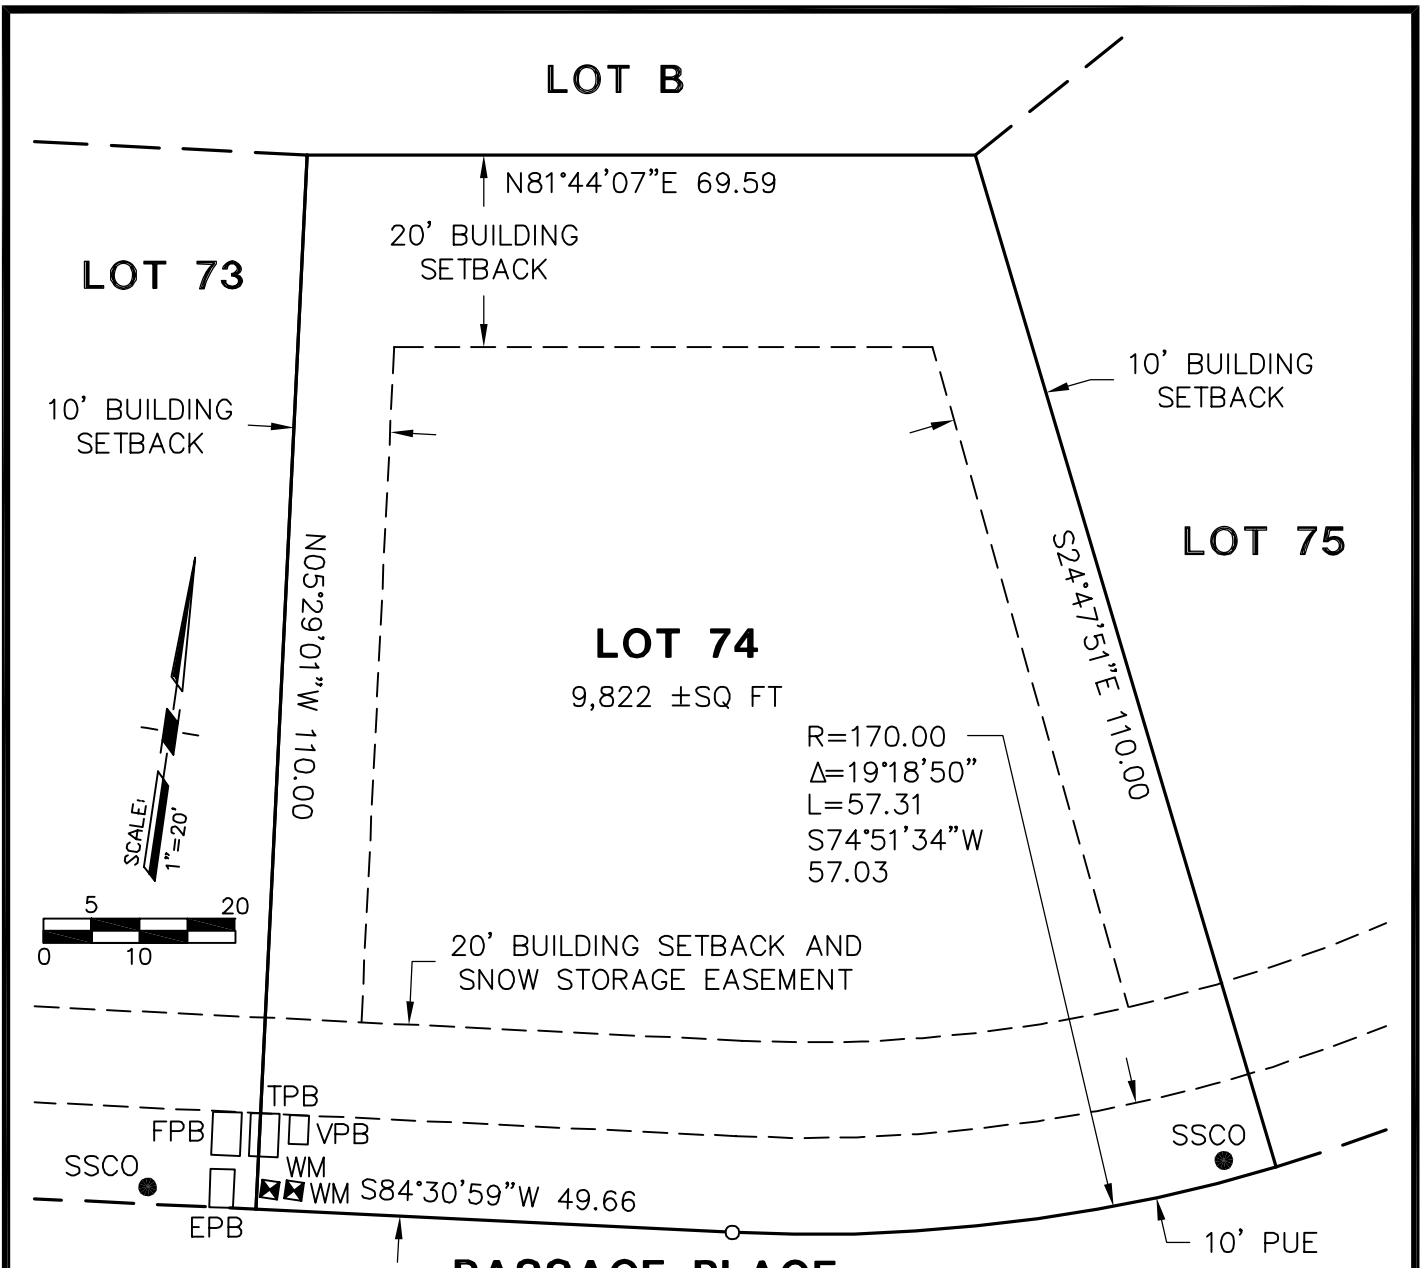 LOT B
N81°44'07"E 69.59
20' BUILDING
SETBACK
LOT 73
10' BUILDING
SETBACK
10' BUILDING
SETBACK
LOT 75
N05°29'01"W 110.00
S24°47'51"E 110.00
LOT 74
9,822 ±SQ FT
R=170.00
Δ=19°18'50"
L=57.31
S74°51'34"W
57.03
SCALE:
1"=20'
5 20
0 10
20' BUILDING SETBACK AND
SNOW STORAGE EASEMENT
TPB
FPB
VPB
SSCO
WM
WM
S84°30'59"W 49.66
EPB
SSCO
10' PUE
PASSAGE PLACE